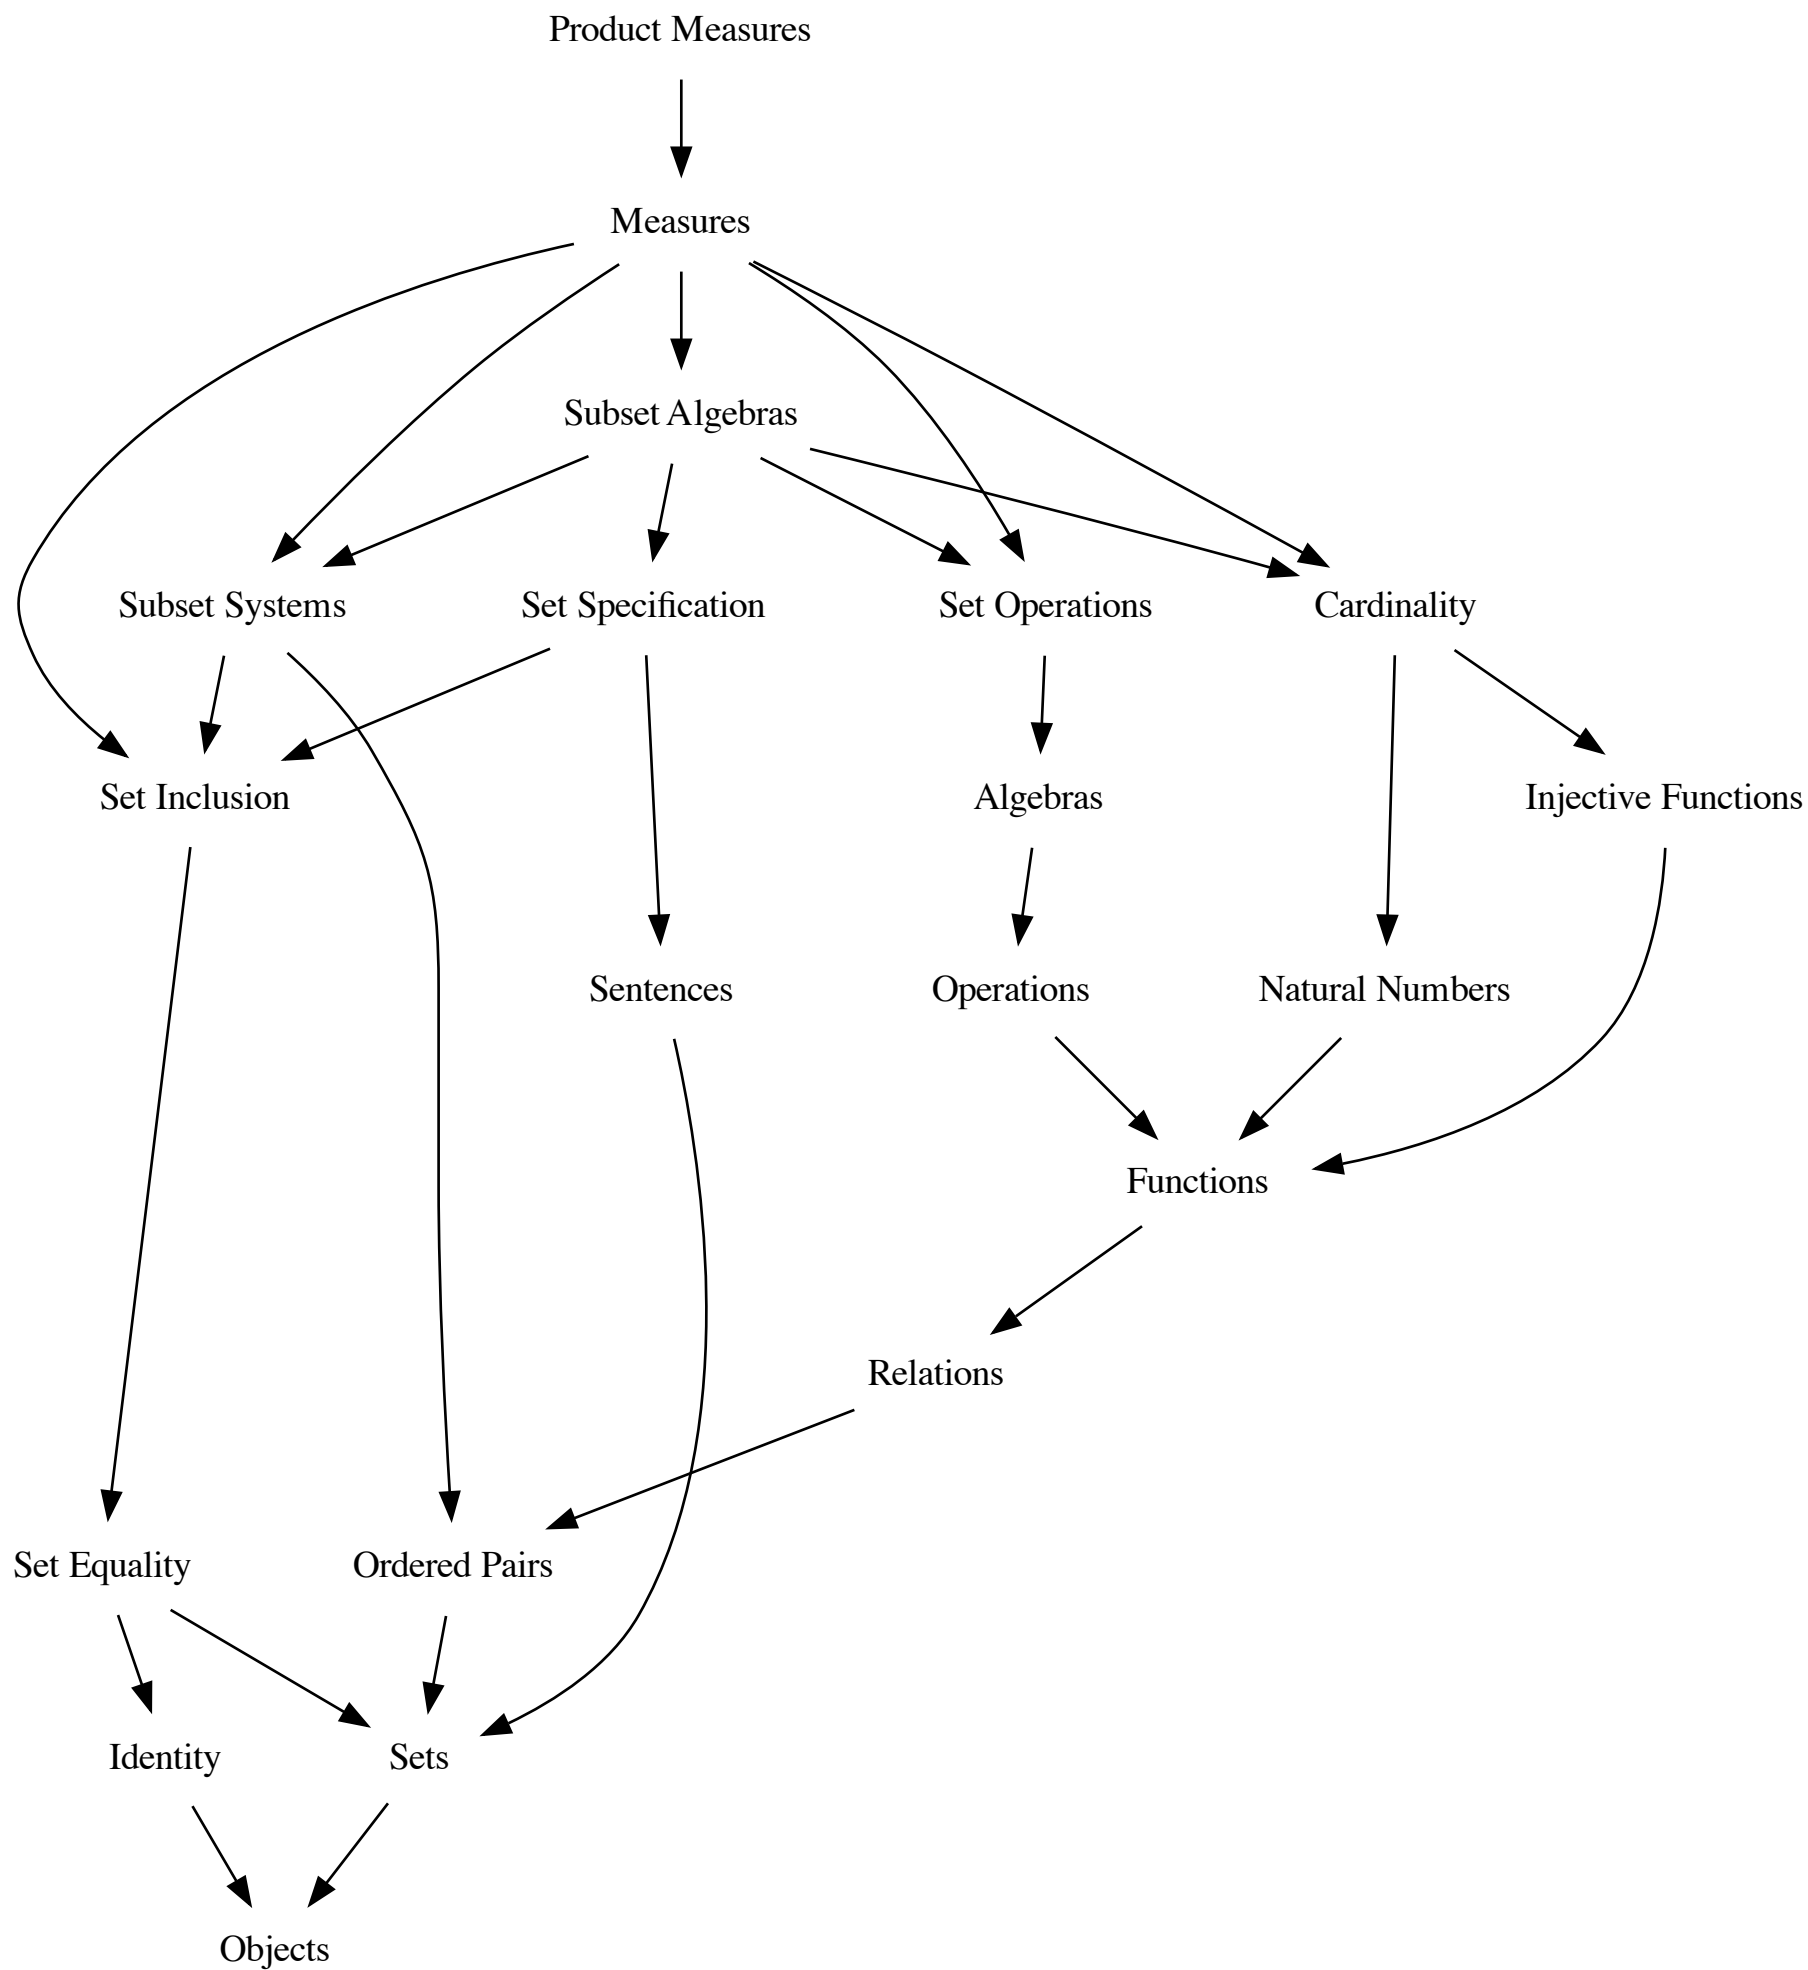 Product Measures
Measures
Subset Algebras
Subset Systems
Set Specification
Set Operations
Cardinality
Set Inclusion
Algebras
Injective Functions
Sentences
Operations
Natural Numbers
Functions
Relations
Set Equality
Ordered Pairs
Identity
Sets
Objects